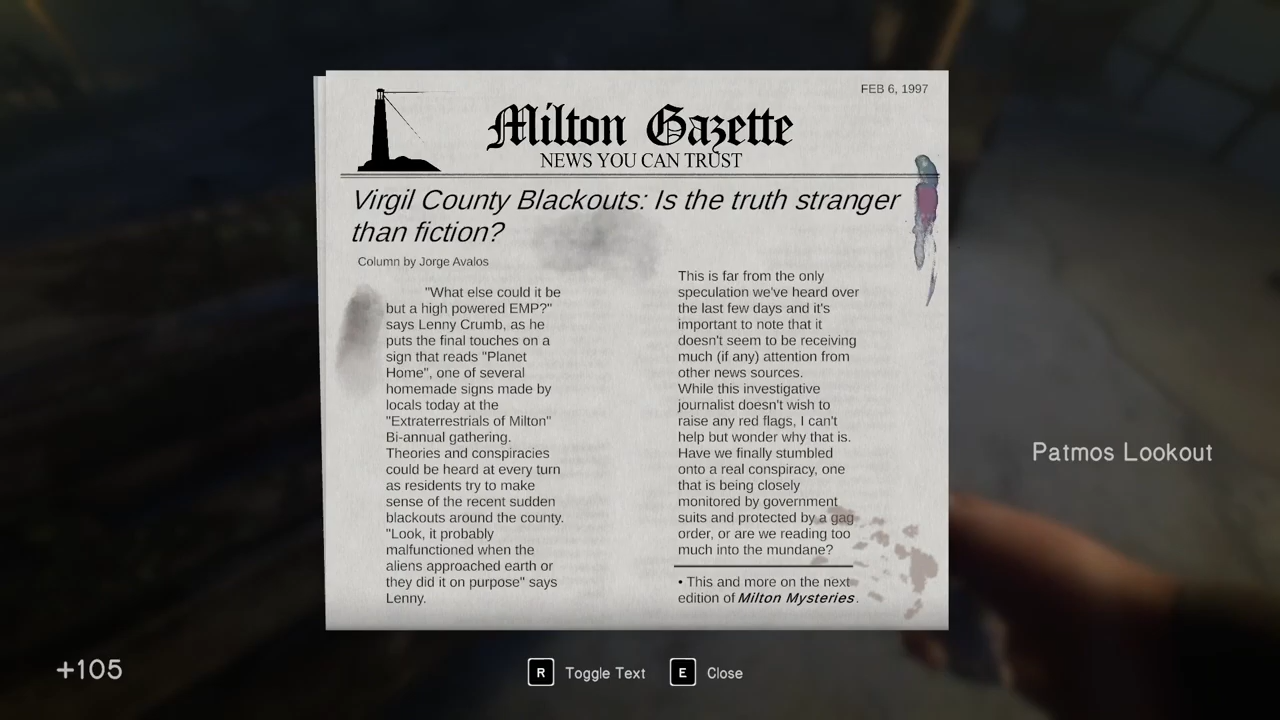 FEB 6, 1997
Milton Gazette
NEWS YOU CAN TRUST
Virgil County Blackouts: Is the truth stranger
than fiction?
Column by Jorge Avalos
"What else could it be
but a high powered EMP?"
says Lenny Crumb, as he
puts the final touches on a
sign that reads "Planet
Home", one of several
homemade signs made by
locals today at the
"Extraterrestrials of Milton"
Bi-annual gathering.
Theories and conspiracies
could be heard at every turn
as residents try to make
sense of the recent sudden
blackouts around the county.
"Look, it probably
malfunctioned when the
aliens approached earth or
they did it on purpose" says
Lenny.
This is far from the only
speculation we've heard over
the last few days and it's
important to note that it
doesn't seem to be receiving
much (if any) attention from
other news sources.
While this investigative
journalist doesn't wish to
raise any red flags, I can't
help but wonder why that is.
Have we finally stumbled
onto a real conspiracy, one
that is being closely
monitored by government
suits and protected by a gag
order, or are we reading too
much into the mundane?
• This and more on the next
edition of Milton Mysteries.
Patmos Lookout
+105
R Toggle Text E Close